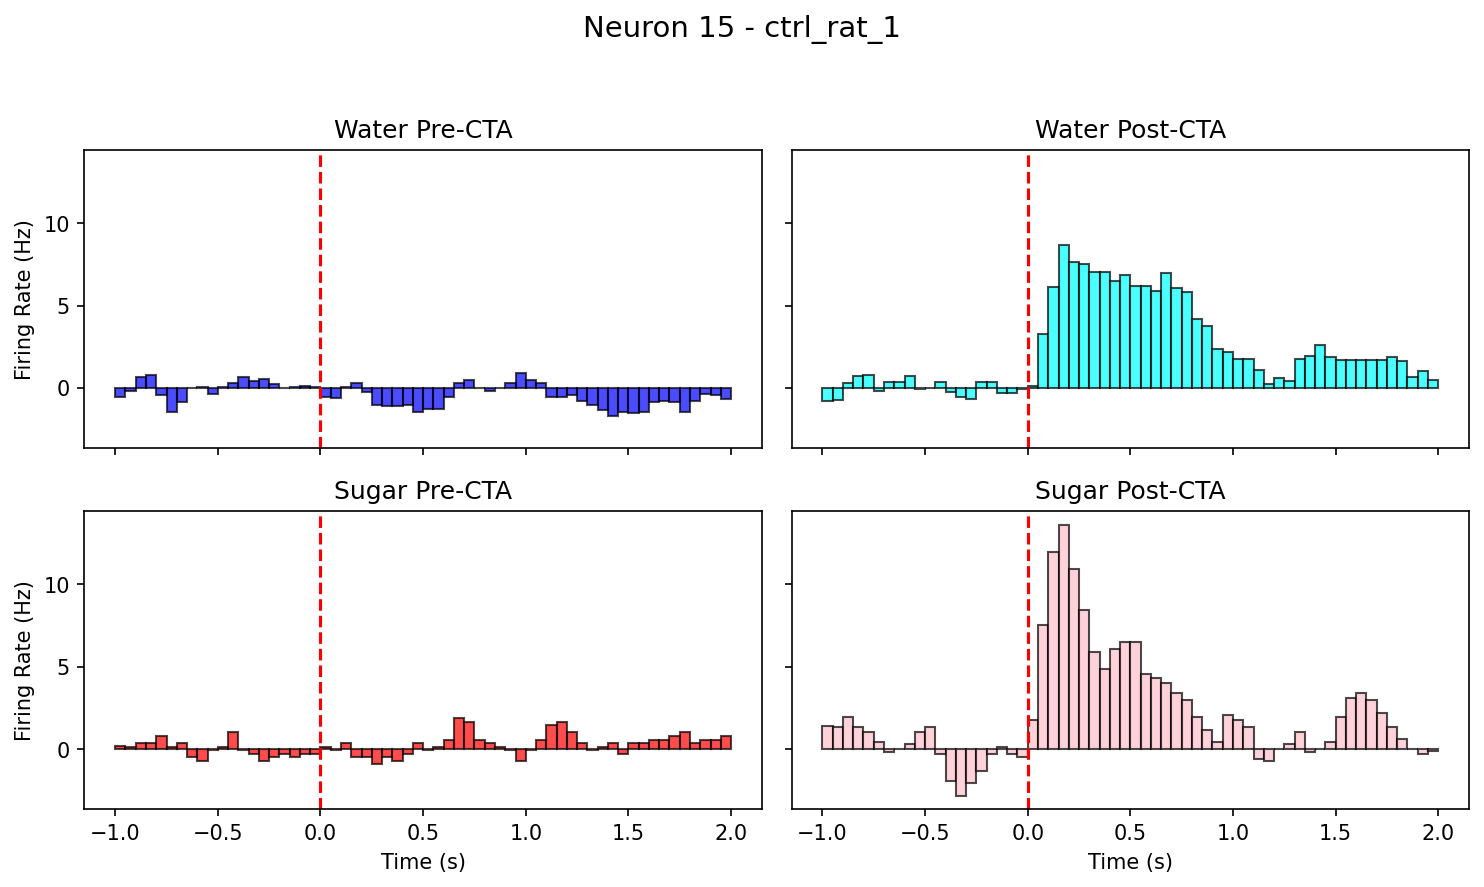 Neuron 15 - ctrl_rat_1
Water Pre-CTA
Water Post-CTA
Firing Rate (Hz)
10
5
0
Sugar Pre-CTA
Sugar Post-CTA
Firing Rate (Hz)
10
5
0
−1.0 −0.5 0.0 0.5 1.0 1.5 2.0
−1.0 −0.5 0.0 0.5 1.0 1.5 2.0
Time (s)
Time (s)